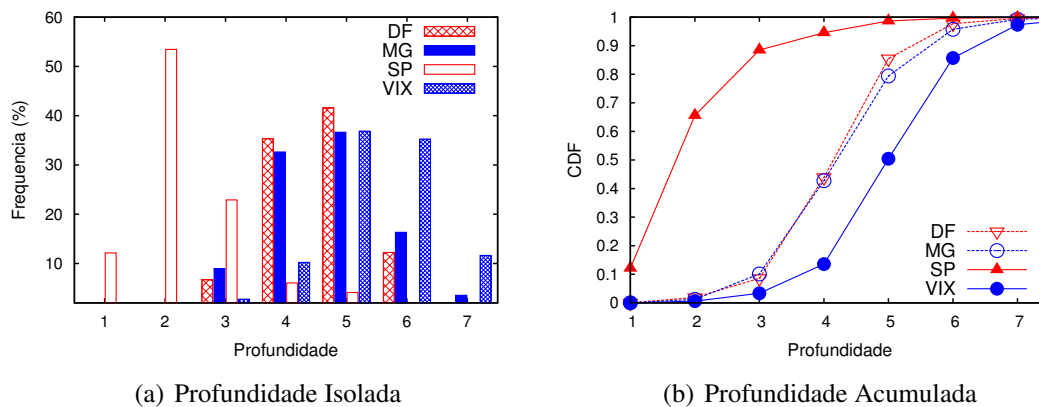 60
50
40
30
20
10
1 2 3 4 5 6 7
Frequencia (%)
Profundidade
DF
MG
SP
VIX
(a) Profundidade Isolada
1
0.9
0.8
0.7
0.6
0.5
0.4
0.3
0.2
0.1
0
1 2 3 4 5 6 7
CDF
Profundidade
DF
MG
SP
VIX
(b) Profundidade Acumulada